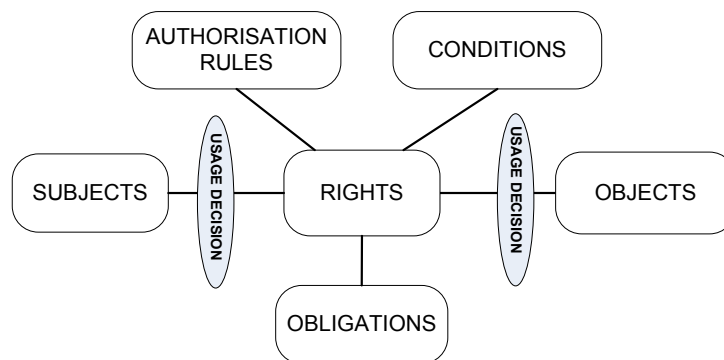 AUTHORISATION
RULES
CONDITIONS
SUBJECTS
USAGE DECISION
RIGHTS
USAGE DECISION
OBJECTS
OBLIGATIONS